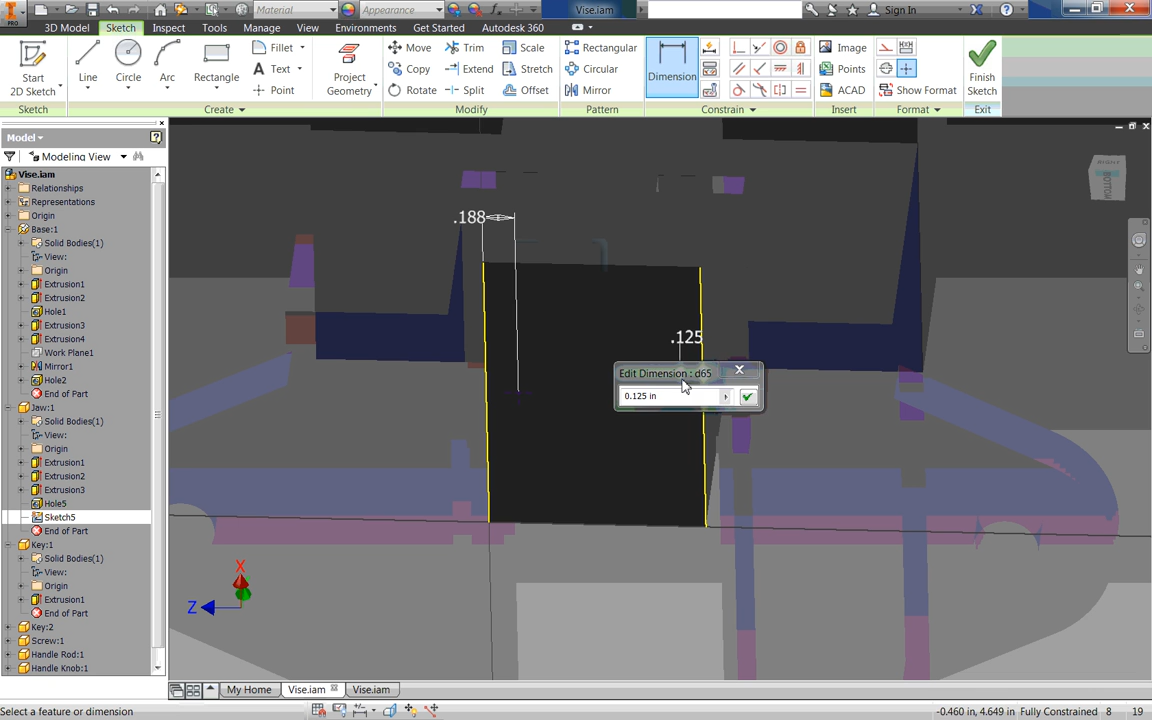 Material
Appearance
Vise.iam
Sign In
PRO
3D Model Sketch Inspect Tools Manage View Environments Get Started Autodesk 360
Start
2D Sketch
Line
Circle
Arc
Rectangle
Fillet
Text
Point
Project
Geometry
Move
Copy
Rotate
Trim
Extend
Split
Scale
Stretch
Offset
Rectangular
Circular
Mirror
Dimension
Image
Points
ACAD
Show Format
Finish
Sketch
Sketch Create Modify Pattern Constrain Insert Format Exit
Model
Modeling View
Vise.iam
Relationships
Representations
Origin
Base:1
Solid Bodies(1)
View:
Origin
Extrusion1
Extrusion2
Hole1
Extrusion3
Extrusion4
Work Plane1
Mirror1
Hole2
End of Part
Jaw:1
Solid Bodies(1)
View:
Origin
Extrusion1
Extrusion2
Extrusion3
Hole5
Sketch5
End of Part
Key:1
Solid Bodies(1)
View:
Origin
Extrusion1
End of Part
Key:2
Screw:1
Handle Rod:1
Handle Knob:1
RIGHT
BOTTOM
.188
.125
Edit Dimension : d65
0.125 in
X
Z
My Home Vise.iam Vise.iam
Select a feature or dimension
-0.460 in, 4.649 in Fully Constrained 8 19